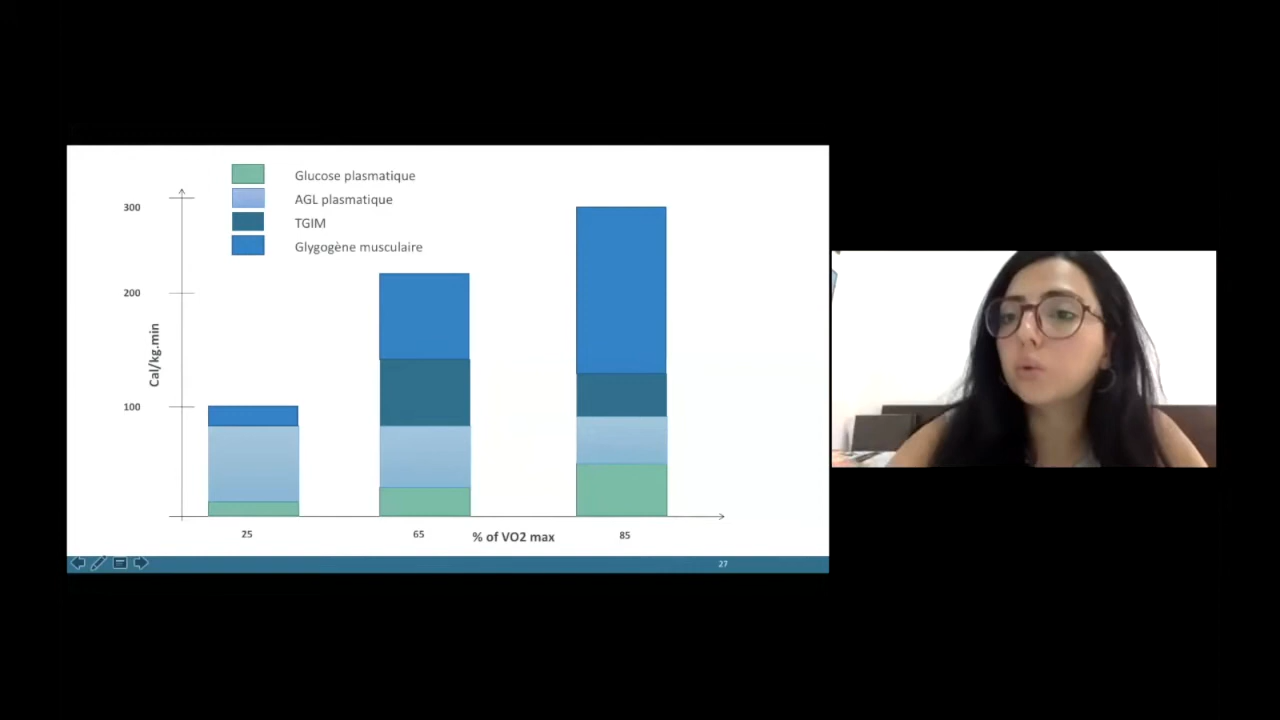 Glucose plasmatique
AGL plasmatique
TGIM
Glygogène musculaire
300
200
100
Cal/kg.min
25
65
85
% of VO2 max
27